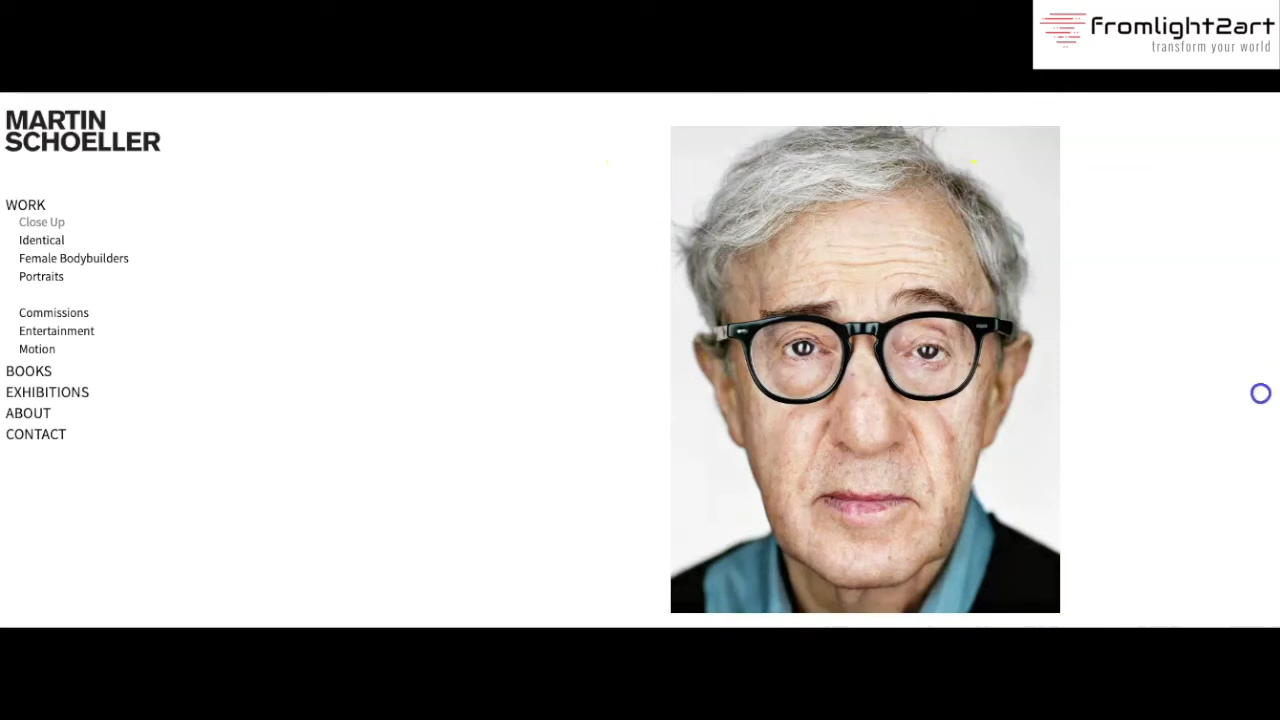 fromlight2art
transform your world
MARTIN
SCHOELLER
WORK
Close Up
Identical
Female Bodybuilders
Portraits
Commissions
Entertainment
Motion
BOOKS
EXHIBITIONS
ABOUT
CONTACT